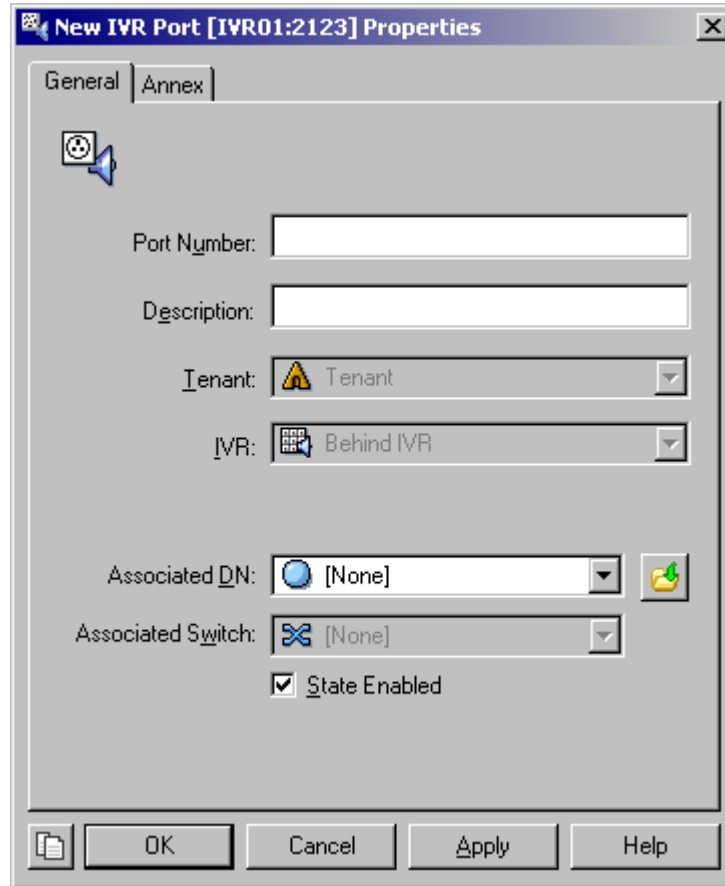 New IVR Port [IVR01:2123] Properties
General Annex
Port Number:
Description:
Tenant: Tenant
IVR: Behind IVR
Associated DN: [None]
Associated Switch: [None]
State Enabled
OK Cancel Apply Help